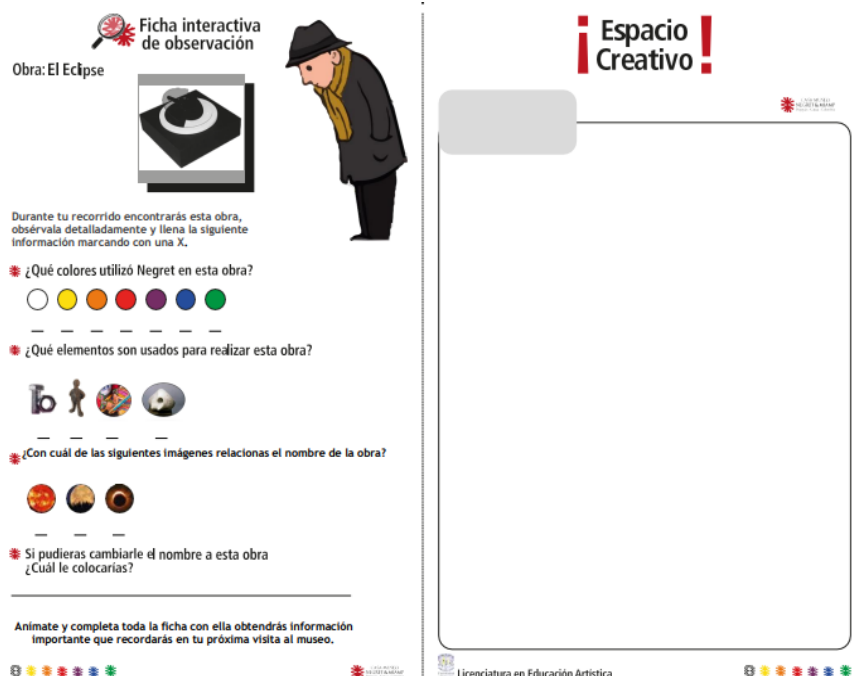 Ficha interactiva
de observación
Obra: El Eclipse
Durante tu recorrido encontrarás esta obra,
obsérvala detalladamente y llena la siguiente
información marcando con una X.
¿Qué colores utilizó Negret en esta obra?
¿Qué elementos son usados para realizar esta obra?
¿Con cuál de las siguientes imágenes relacionas el nombre de la obra?
Si pudieras cambiarle el nombre a esta obra
¿Cuál le colocarías?
Anímate y completa toda la ficha con ella obtendrás información
importante que recordarás en tu próxima visita al museo.
¡Espacio
Creativo!
Licenciatura en Educación Artística